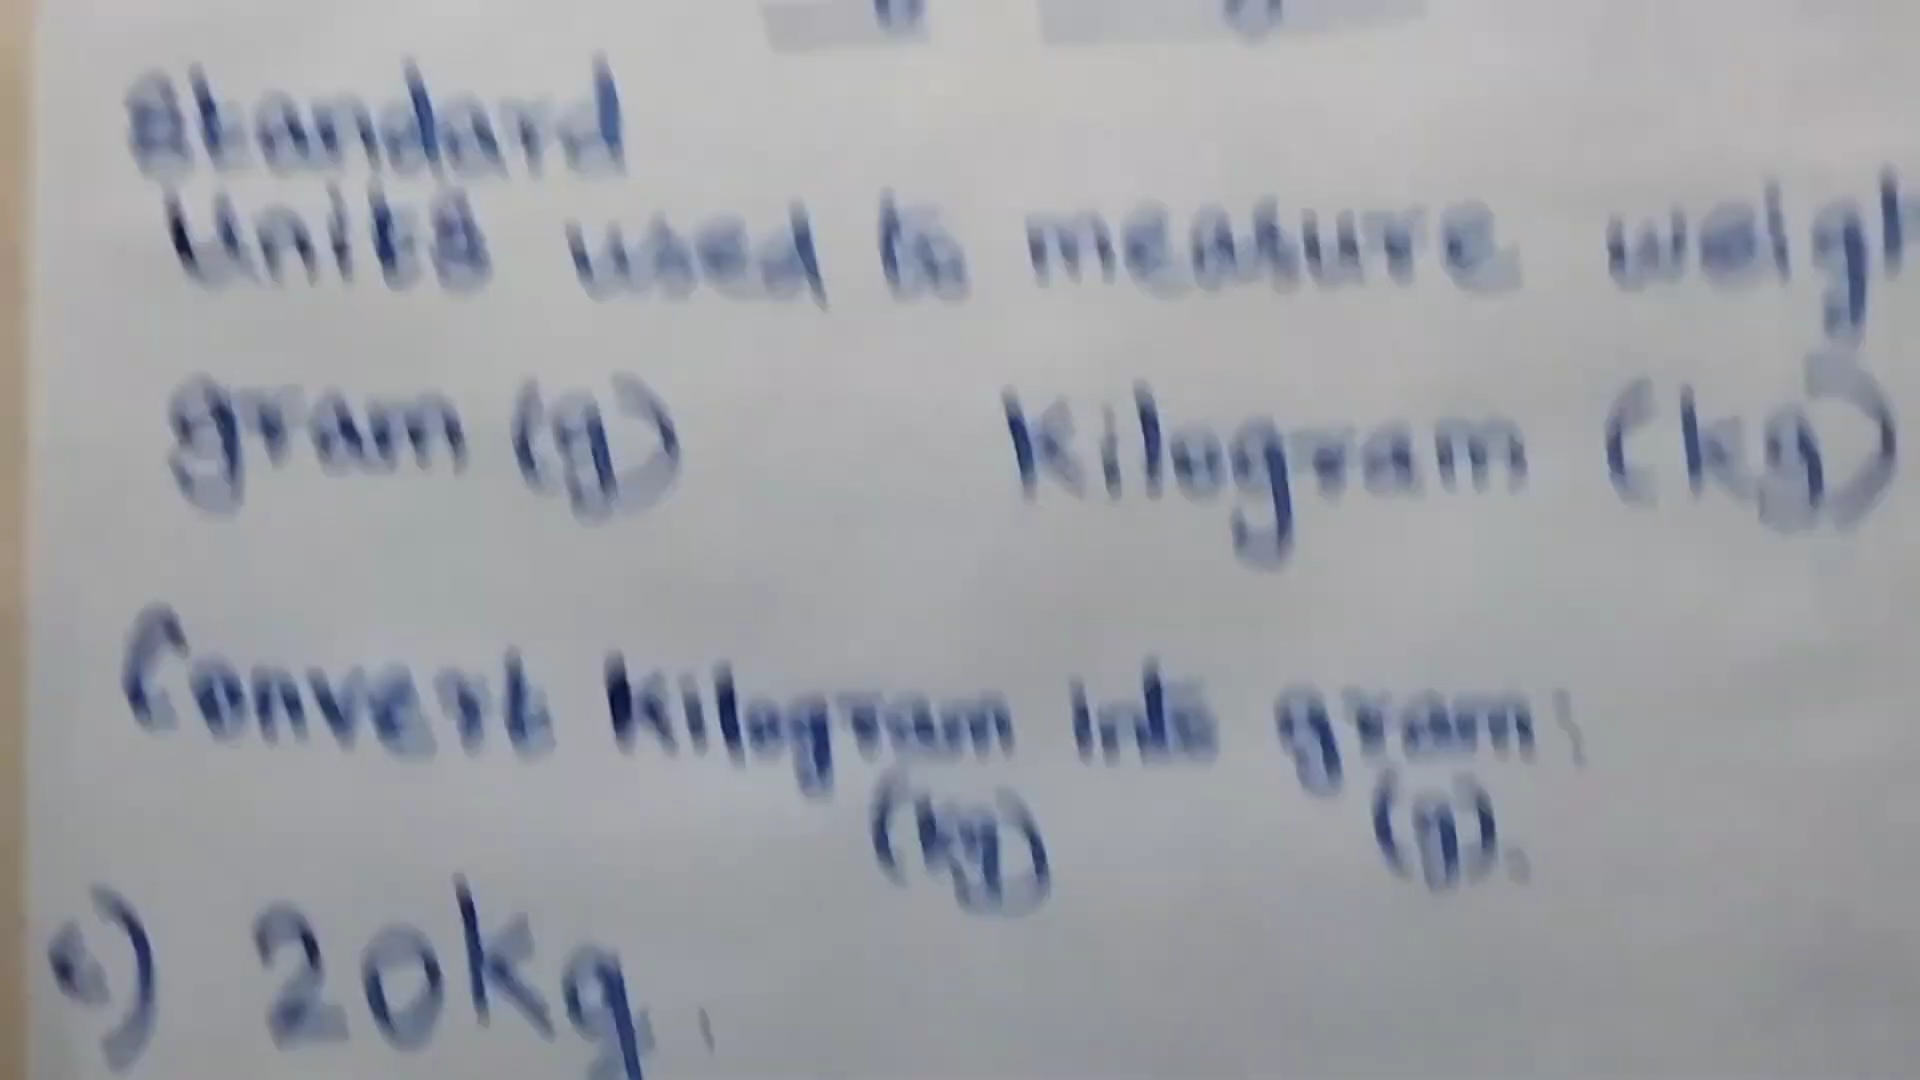 Standard
Units used to measure weigh
gram (g) Kilogram (kg)
Convert Kilogram into gram:
(kg) (g).
a) 20kg.